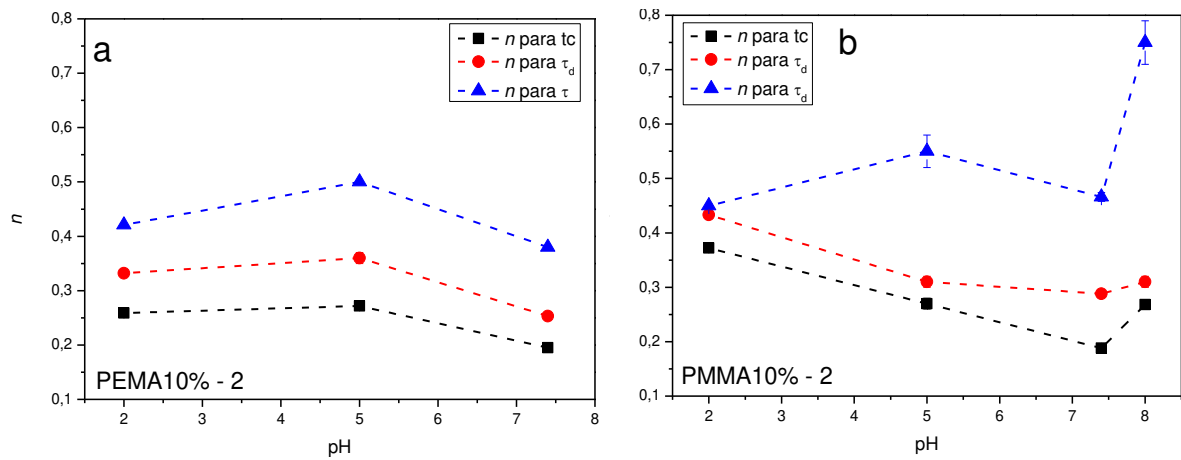 a
n para tc
n para τd
n para τ
0,8
0,7
0,6
0,5
0,4
0,3
0,2
0,1
n
PEMA10% - 2
2 3 4 5 6 7 8
pH
b
n para tc
n para τd
n para τd
0,8
0,7
0,6
0,5
0,4
0,3
0,2
0,1
PMMA10% - 2
2 3 4 5 6 7 8
pH